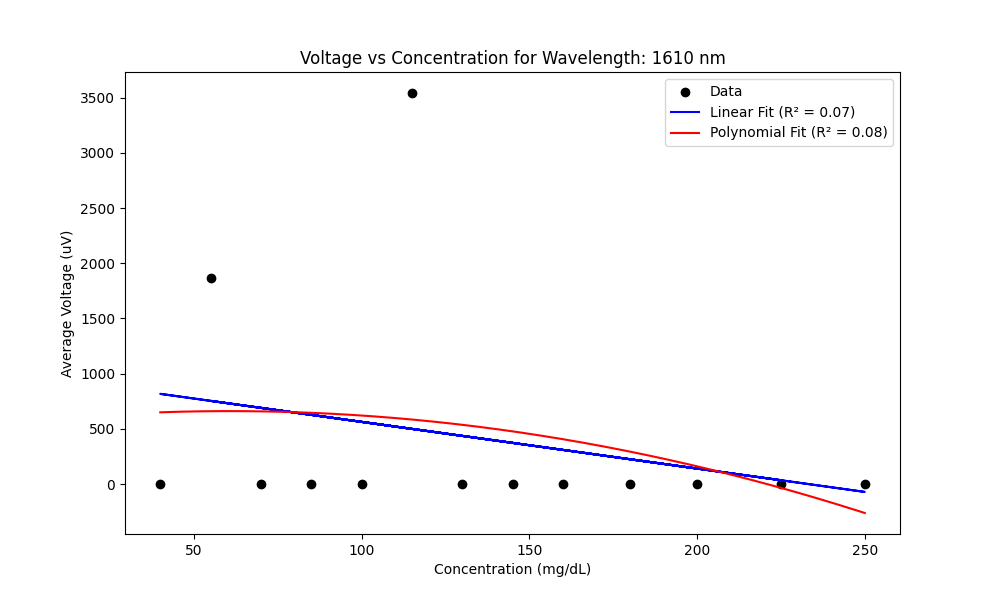 Voltage vs Concentration for Wavelength: 1610 nm
Data
Linear Fit (R² = 0.07)
Polynomial Fit (R² = 0.08)
Average Voltage (uV)
3500
3000
2500
2000
1500
1000
500
0
50
100
150
200
250
Concentration (mg/dL)